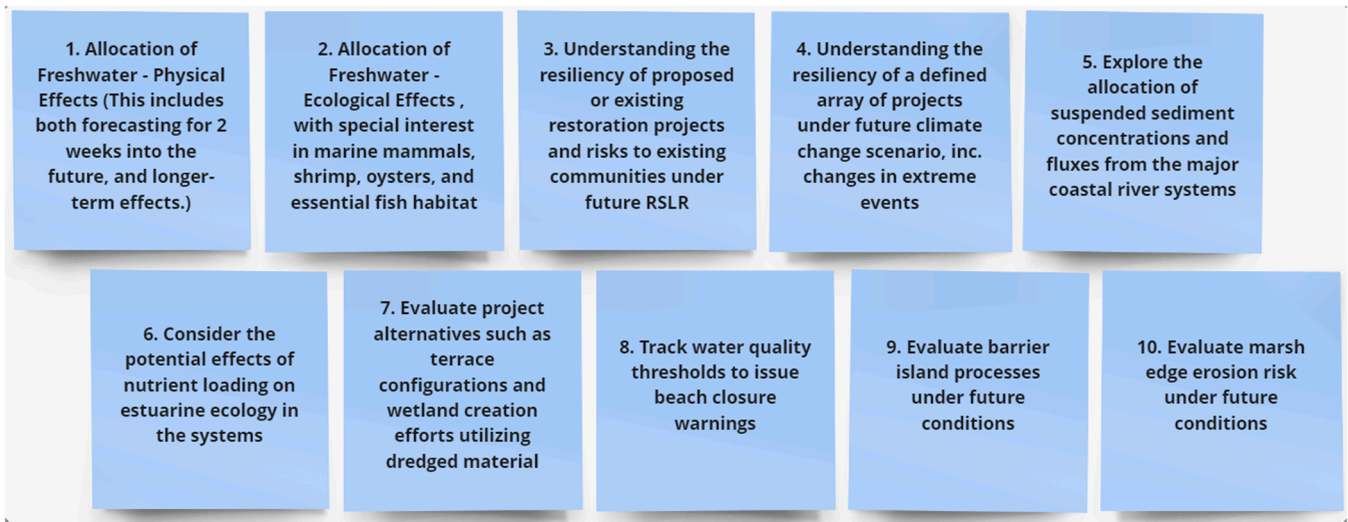 1. Allocation of
Freshwater - Physical
Effects (This includes
both forecasting for 2
weeks into the
future, and longer-
term effects.)
2. Allocation of
Freshwater -
Ecological Effects ,
with special interest
in marine mammals,
shrimp, oysters, and
essential fish habitat
3. Understanding the
resiliency of proposed
or existing
restoration projects
and risks to existing
communities under
future RSLR
4. Understanding the
resiliency of a defined
array of projects
under future climate
change scenario, inc.
changes in extreme
events
5. Explore the
allocation of
suspended sediment
concentrations and
fluxes from the major
coastal river systems
6. Consider the
potential effects of
nutrient loading on
estuarine ecology in
the systems
7. Evaluate project
alternatives such as
terrace
configurations and
wetland creation
efforts utilizing
dredged material
8. Track water quality
thresholds to issue
beach closure
warnings
9. Evaluate barrier
island processes
under future
conditions
10. Evaluate marsh
edge erosion risk
under future
conditions